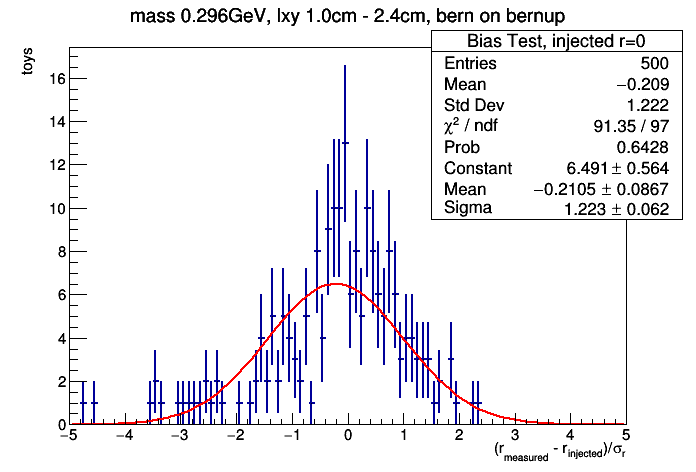 mass 0.296GeV, lxy 1.0cm - 2.4cm, bern on bernup
Bias Test, injected r=0
Entries 500
Mean −0.209
Std Dev 1.222
χ² / ndf 91.35 / 97
Prob 0.6428
Constant 6.491 ± 0.564
Mean −0.2105 ± 0.0867
Sigma 1.223 ± 0.062
toys
16
14
12
10
8
6
4
2
0
−5 −4 −3 −2 −1 0 1 2 3 4 5
(r_measured - r_injected)/σ_r